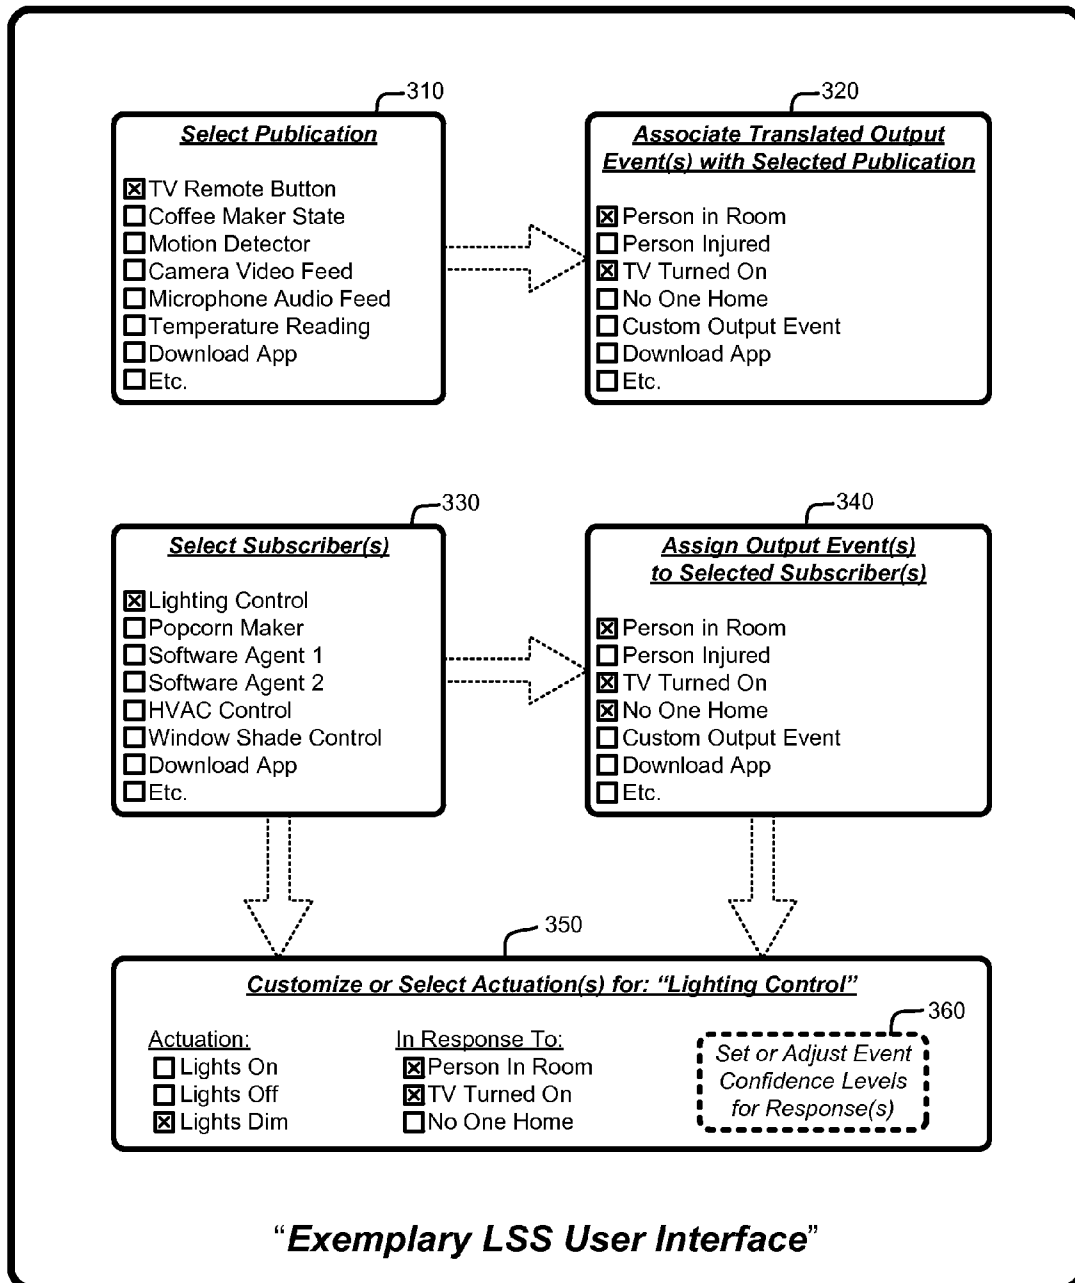 310
Select Publication
TV Remote Button
Coffee Maker State
Motion Detector
Camera Video Feed
Microphone Audio Feed
Temperature Reading
Download App
Etc.
320
Associate Translated Output
Event(s) with Selected Publication
Person in Room
Person Injured
TV Turned On
No One Home
Custom Output Event
Download App
Etc.
330
Select Subscriber(s)
Lighting Control
Popcorn Maker
Software Agent 1
Software Agent 2
HVAC Control
Window Shade Control
Download App
Etc.
340
Assign Output Event(s)
to Selected Subscriber(s)
Person in Room
Person Injured
TV Turned On
No One Home
Custom Output Event
Download App
Etc.
350
Customize or Select Actuation(s) for: “Lighting Control”
Actuation:
Lights On
Lights Off
Lights Dim
In Response To:
Person In Room
TV Turned On
No One Home
360
Set or Adjust Event
Confidence Levels
for Response(s)
“Exemplary LSS User Interface”